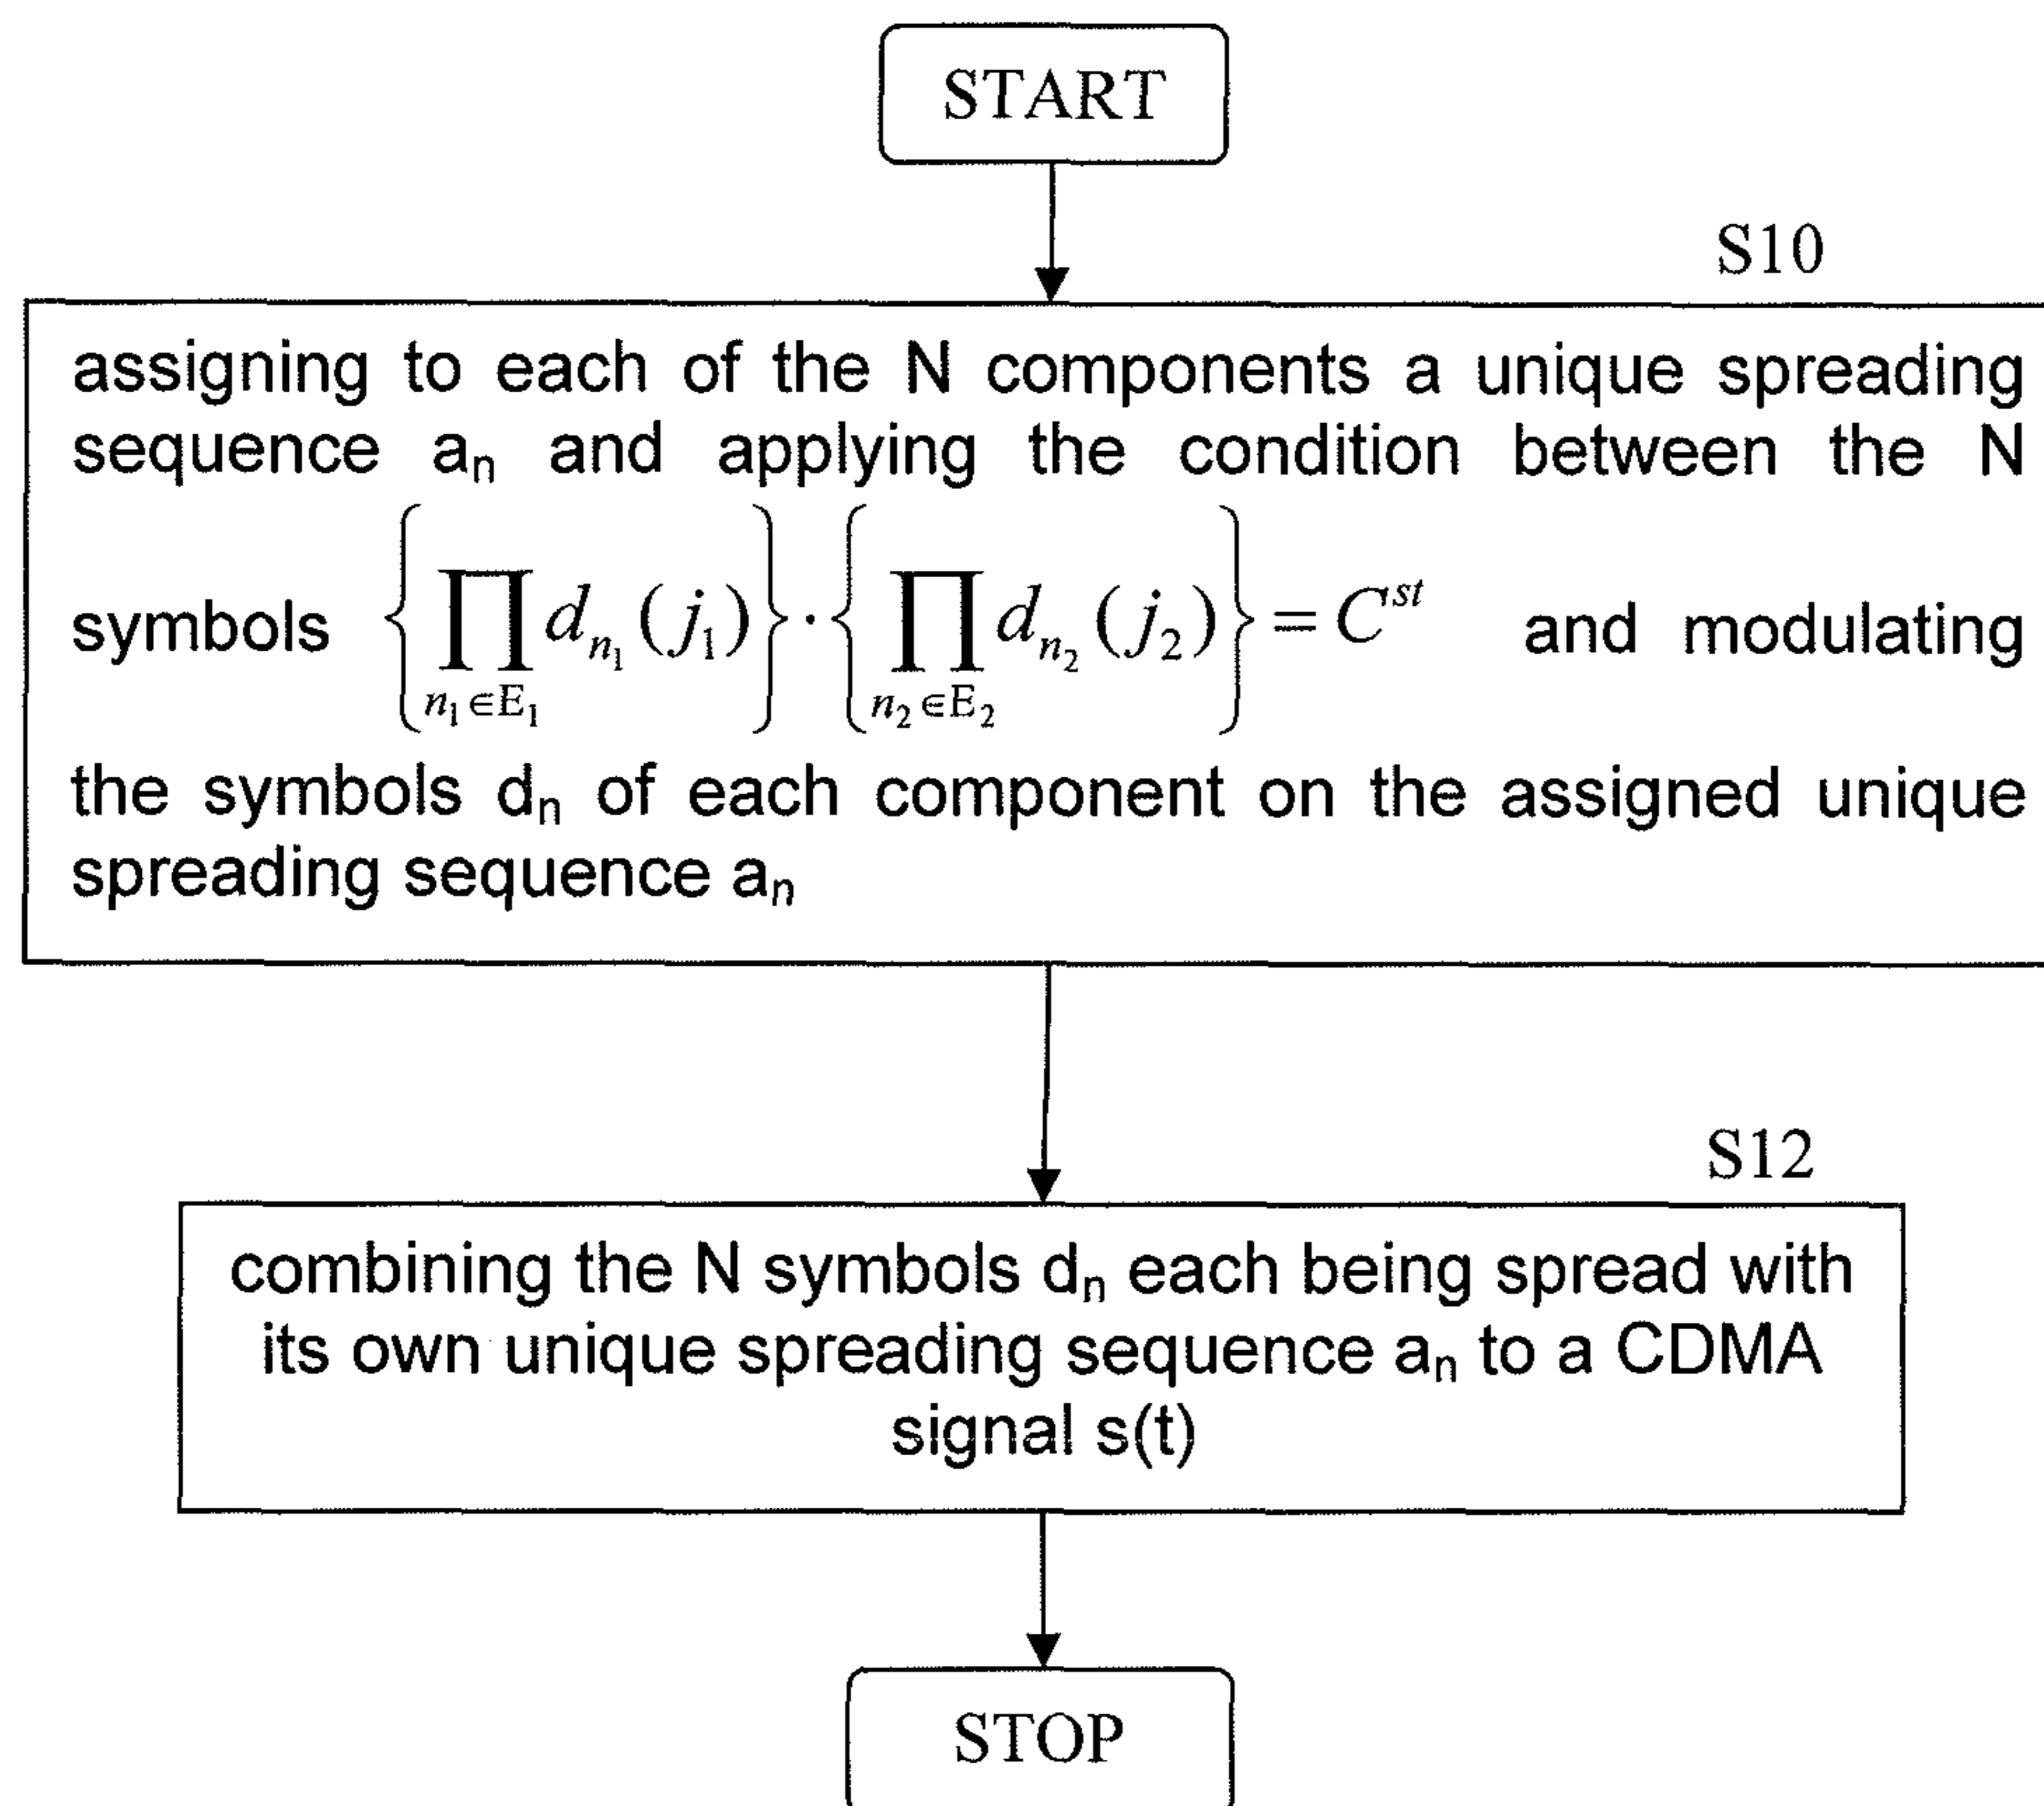 START
S10
assigning to each of the N components a unique spreading
sequence aₙ and applying the condition between the N
symbols {∏_{n₁∈E₁} d_{n₁}(j₁)}·{∏_{n₂∈E₂} d_{n₂}(j₂)} = C^{st} and modulating
the symbols dₙ of each component on the assigned unique
spreading sequence aₙ
S12
combining the N symbols dₙ each being spread with
its own unique spreading sequence aₙ to a CDMA
signal s(t)
STOP